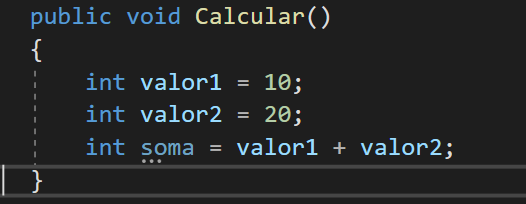 public void Calcular()
{
int valor1 = 10;
int valor2 = 20;
int soma = valor1 + valor2;
}